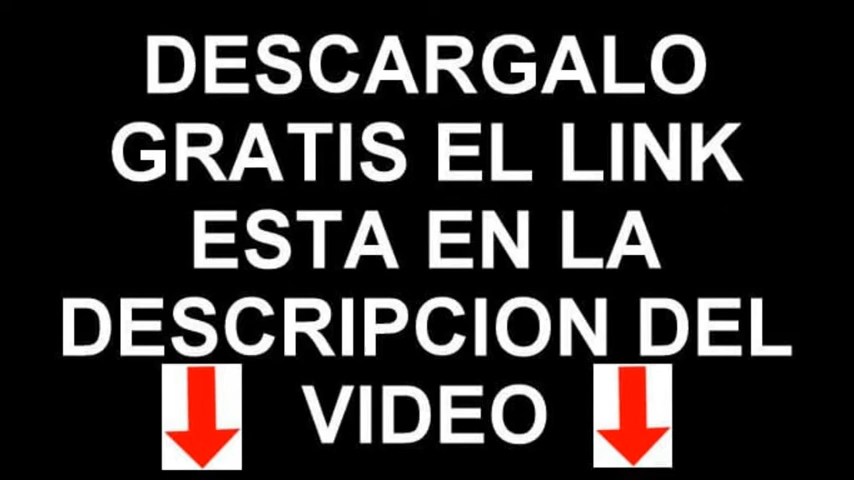 DESCARGALO
GRATIS EL LINK
ESTA EN LA
DESCRIPCION DEL
VIDEO